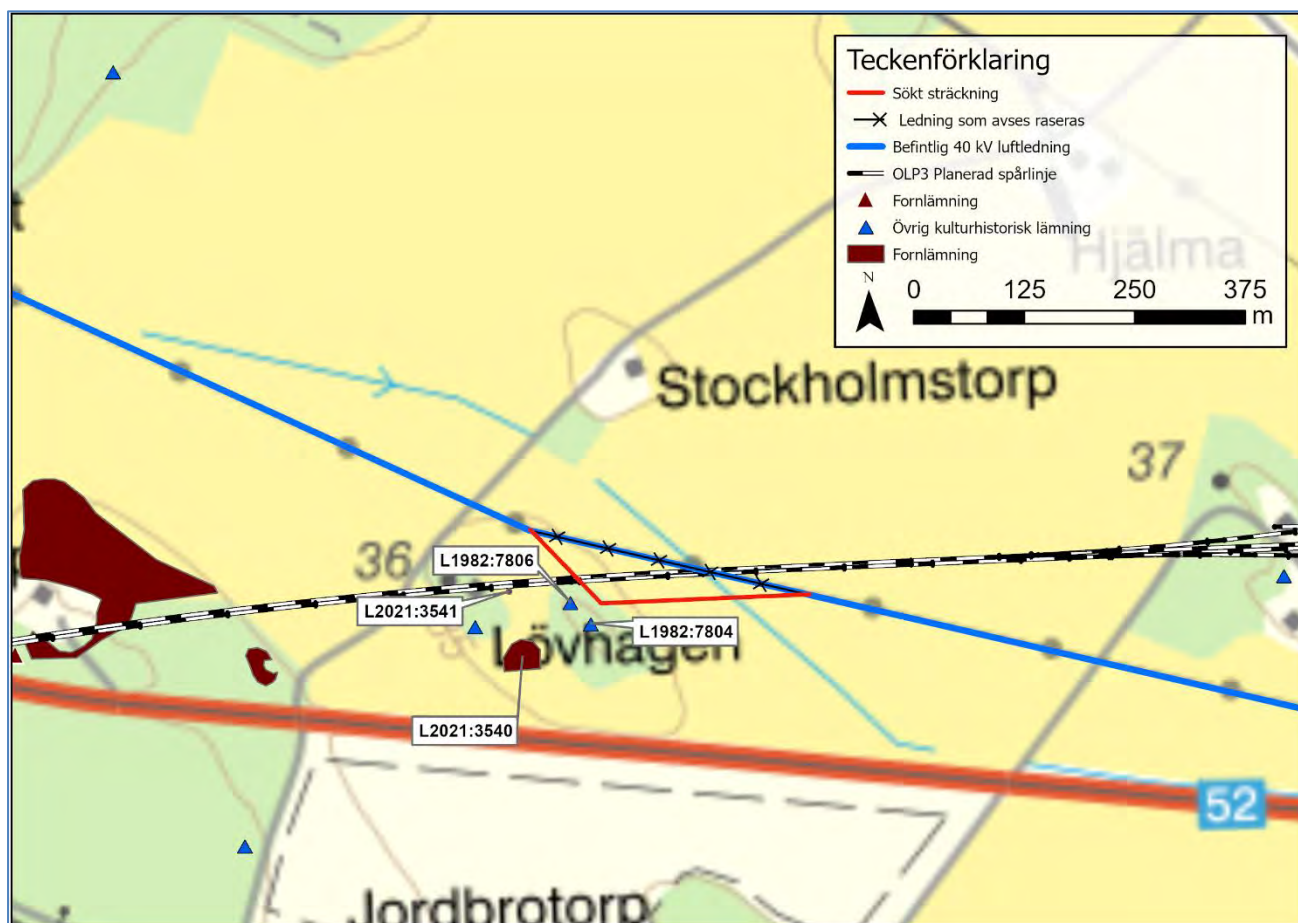 Teckenförklaring
Sökt sträckning
Ledning som avses raseras
Befintlig 40 kV luftledning
OLP3 Planerad spårlinje
Fornlämning
Övrig kulturhistorisk lämning
Fornlämning
N
0 125 250 375
m
Hjälma
t
Stockholmstorp
37
36
L1982:7806
L2021:3541
L1982:7804
Lövhagen
L2021:3540
52
Jordbrotorp